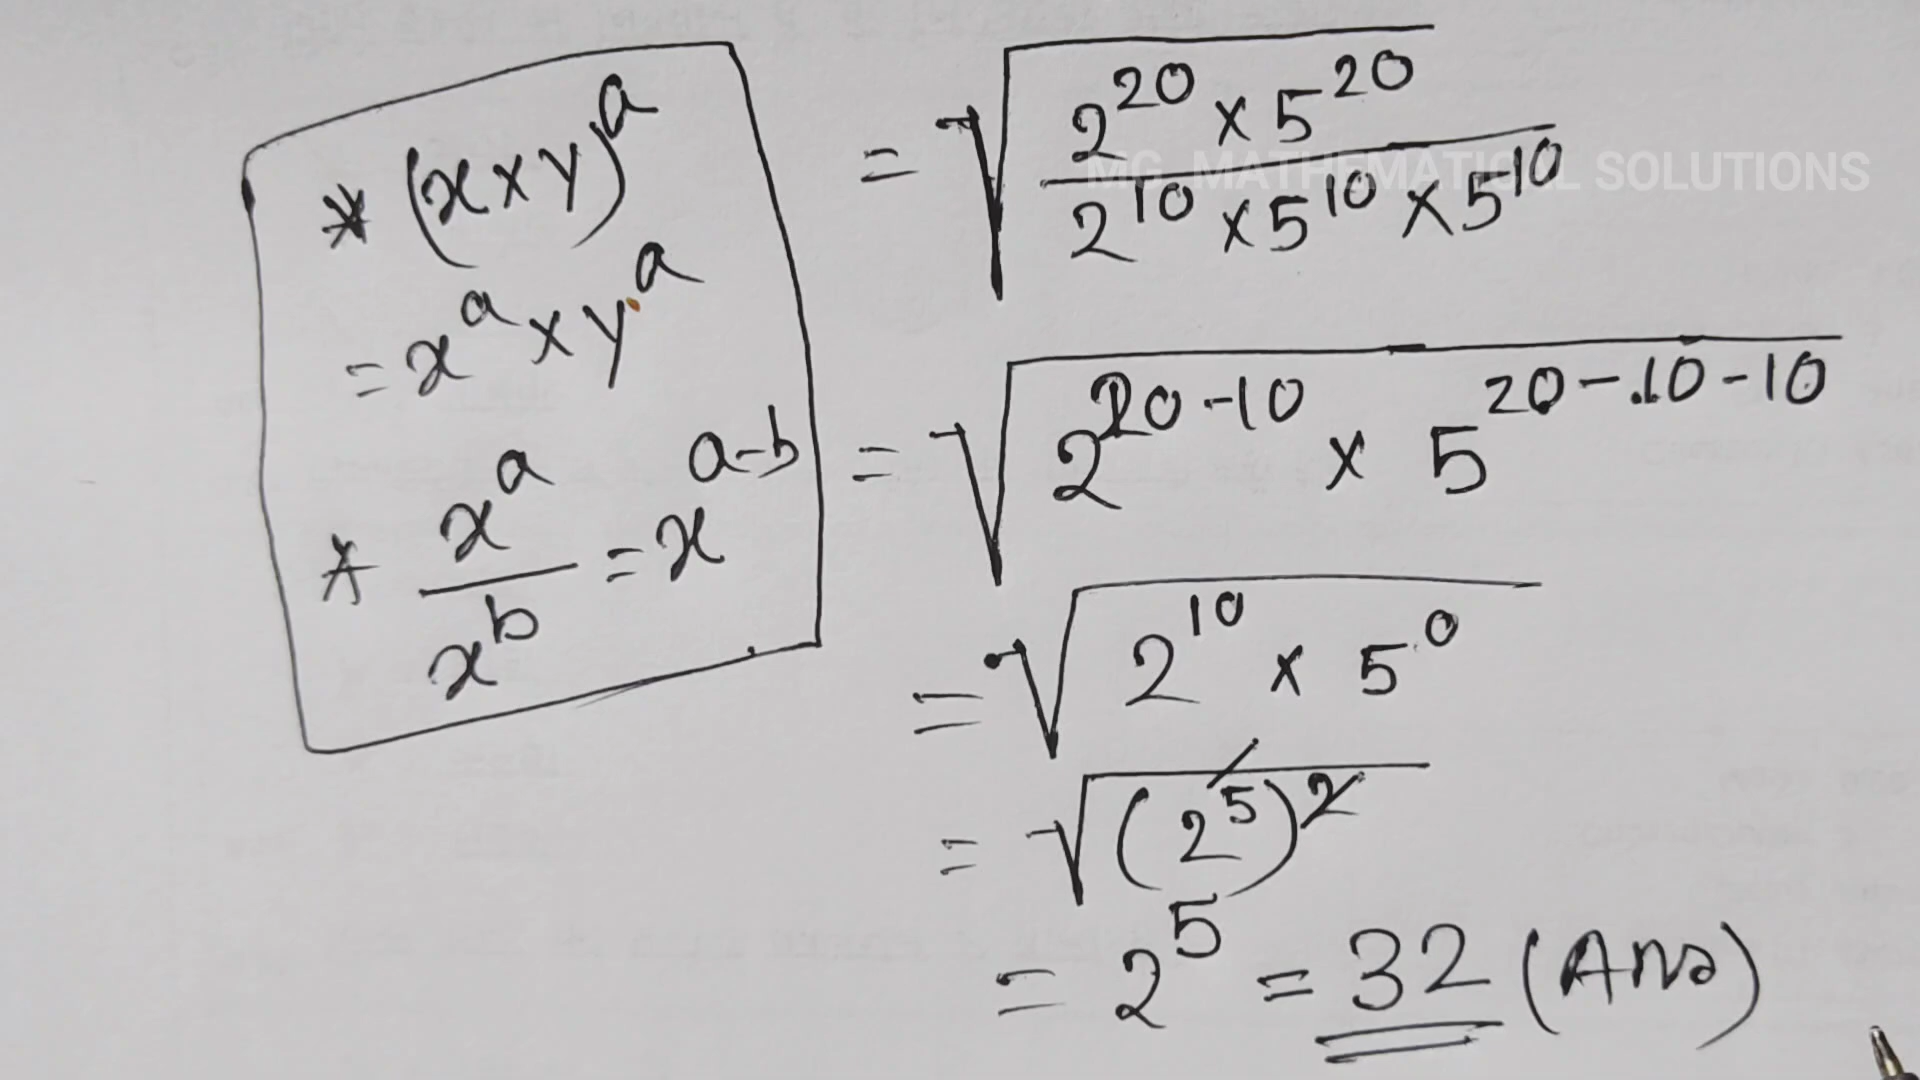 * (x × y)^a
= x^a × y^a
* x^a / x^b = x^(a-b)
= √(2^20 × 5^20 / 2^10 × 5^10 × 5^10)
MG MATHEMATICAL SOLUTIONS
= √(2^(20-10) × 5^(20-10-10))
= √(2^10 × 5^0)
= √((2^5)^2)
= 2^5 = 32 (Ans)